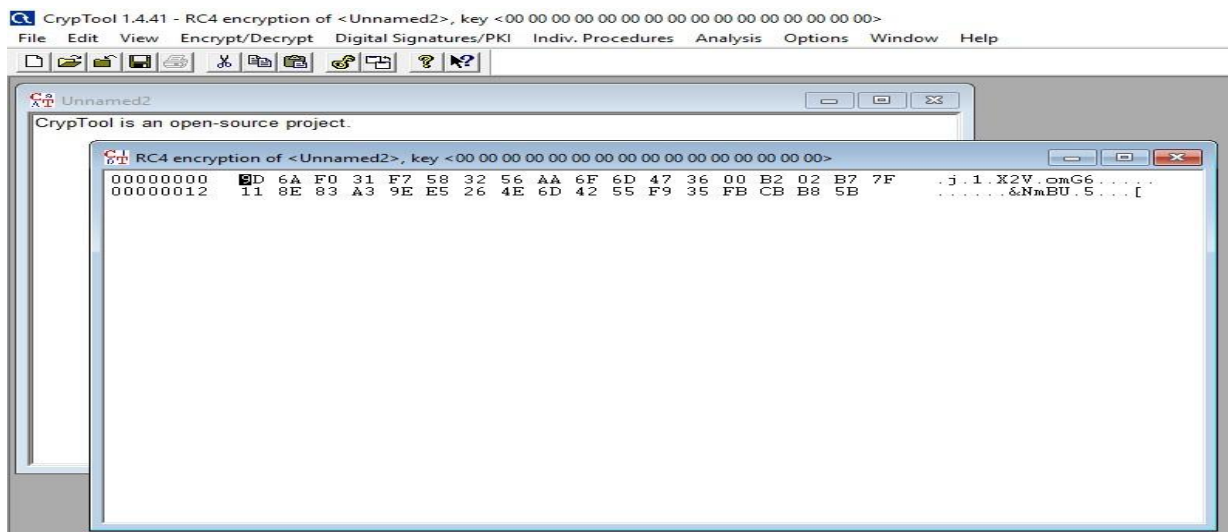 CrypTool 1.4.41 - RC4 encryption of <Unnamed2>, key <00 00 00 00 00 00 00 00 00 00 00 00 00 00 00 00>
File Edit View Encrypt/Decrypt Digital Signatures/PKI Indiv. Procedures Analysis Options Window Help
Unnamed2
CrypTool is an open-source project.
RC4 encryption of <Unnamed2>, key <00 00 00 00 00 00 00 00 00 00 00 00 00 00 00 00>
00000000 9D 6A F0 31 F7 58 32 56 AA 6F 6D 47 36 00 B2 02 B7 7F .j.1.X2V.omG6.....
00000012 11 8E 83 A3 9E E5 26 4E 6D 42 55 F9 35 FB CB B8 5B ......&NmBU.5...[